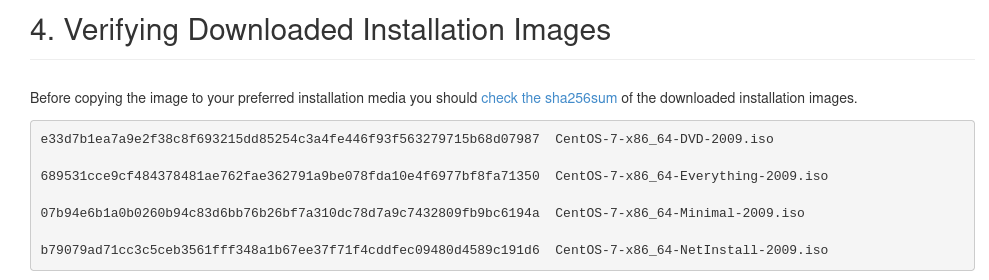 4. Verifying Downloaded Installation Images
Before copying the image to your preferred installation media you should check the sha256sum of the downloaded installation images.
e33d7b1ea7a9e2f38c8f693215dd85254c3a4fe446f93f563279715b68d07987  CentOS-7-x86_64-DVD-2009.iso
689531cce9cf484378481ae762fae362791a9be078fda10e4f6977bf8fa71350  CentOS-7-x86_64-Everything-2009.iso
07b94e6b1a0b0260b94c83d6bb76b26bf7a310dc78d7a9c7432809fb9bc6194a  CentOS-7-x86_64-Minimal-2009.iso
b79079ad71cc3c5ceb3561fff348a1b67ee37f71f4cddfec09480d4589c191d6  CentOS-7-x86_64-NetInstall-2009.iso